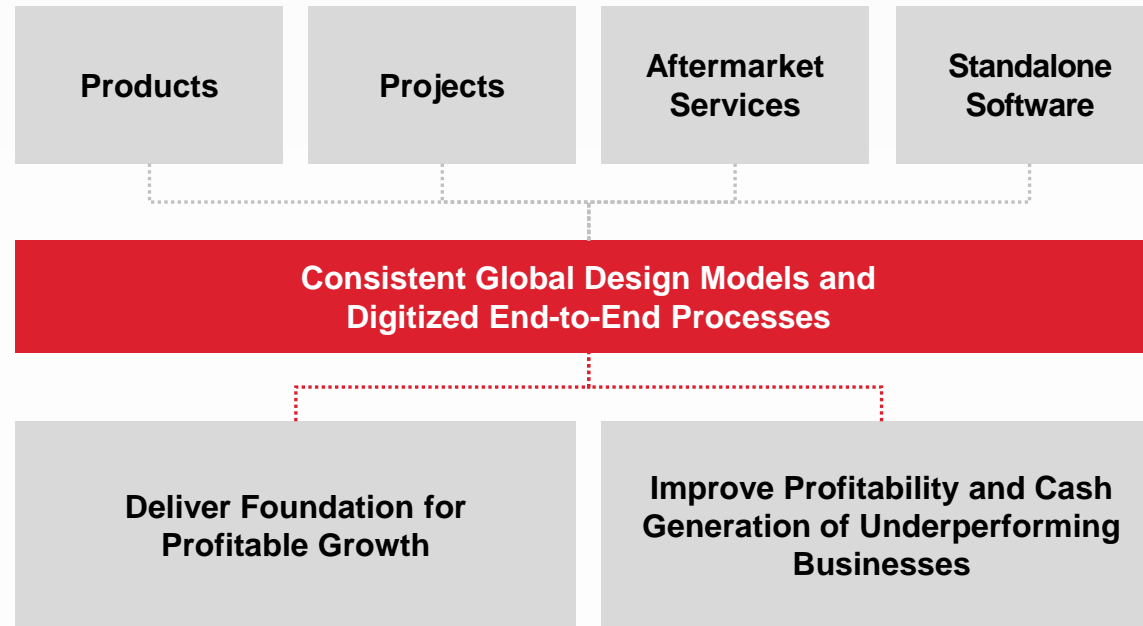 Products
Projects
Aftermarket
Services
Standalone
Software
Consistent Global Design Models and
Digitized End-to-End Processes
Deliver Foundation for
Profitable Growth
Improve Profitability and Cash
Generation of Underperforming
Businesses